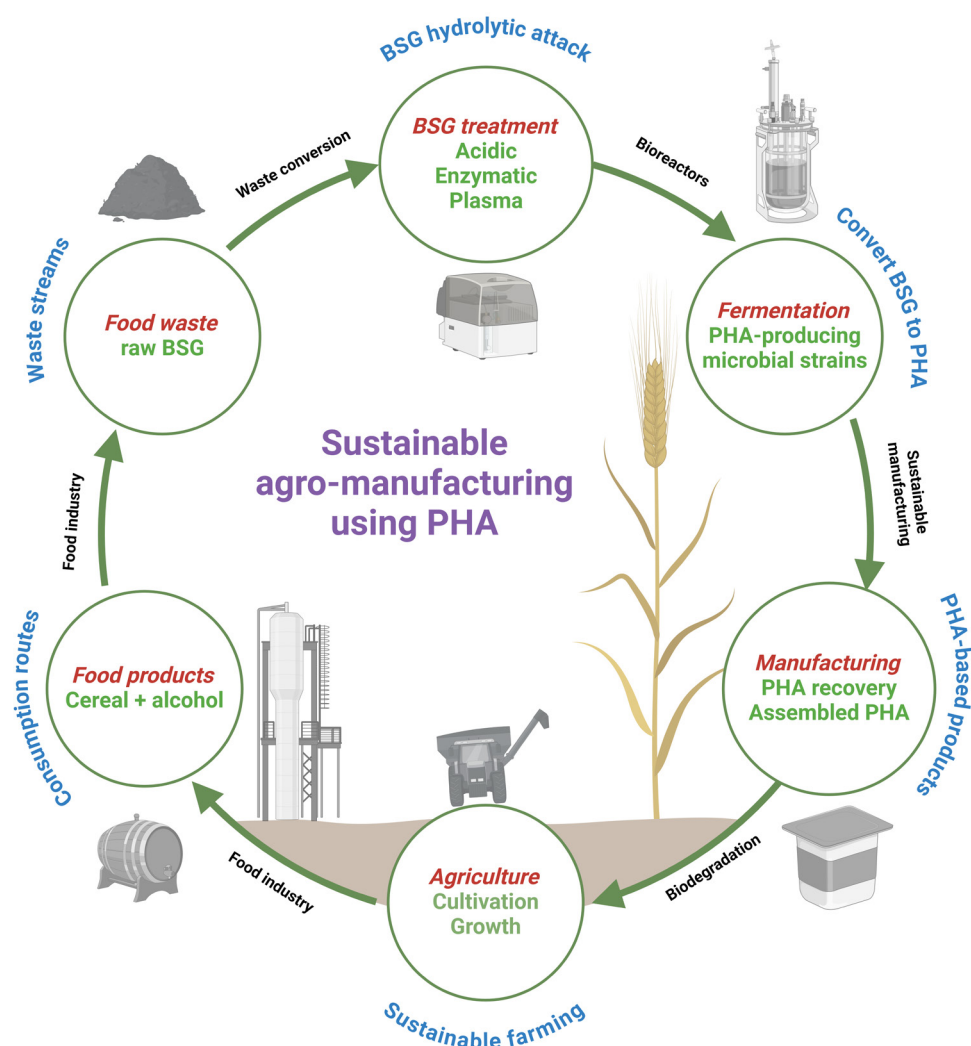 BSG hydrolytic attack
BSG treatment
Acidic
Enzymatic
Plasma
Waste conversion
Bioreactors
Waste streams
Food waste
raw BSG
Convert BSG to PHA
Fermentation
PHA-producing
microbial strains
Sustainable
agro-manufacturing
using PHA
Food industry
Sustainable
manufacturing
Consumption routes
Food products
Cereal + alcohol
PHA-based products
Manufacturing
PHA recovery
Assembled PHA
Food industry
Biodegradation
Agriculture
Cultivation
Growth
Sustainable farming